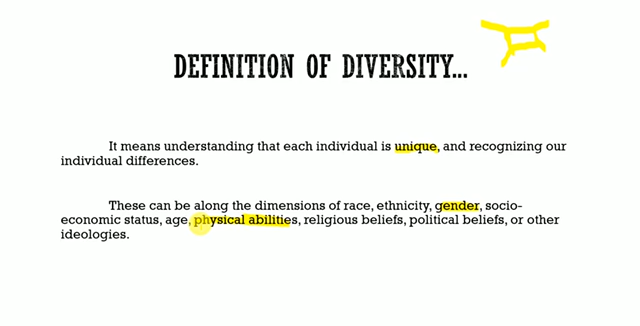 DEFINITION OF DIVERSITY...
It means understanding that each individual is unique, and recognizing our
individual differences.
These can be along the dimensions of race, ethnicity, gender, socio-
economic status, age, physical abilities, religious beliefs, political beliefs, or other
ideologies.